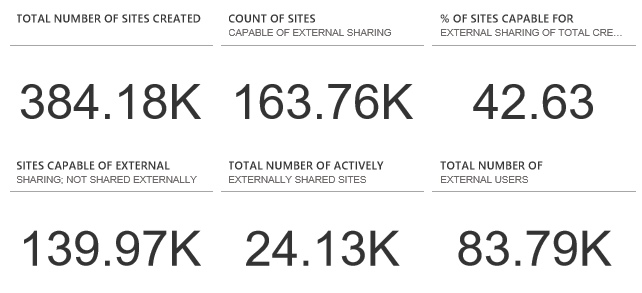 TOTAL NUMBER OF SITES CREATED
384.18K
COUNT OF SITES
CAPABLE OF EXTERNAL SHARING
163.76K
% OF SITES CAPABLE FOR
EXTERNAL SHARING OF TOTAL CRE...
42.63
SITES CAPABLE OF EXTERNAL
SHARING; NOT SHARED EXTERNALLY
139.97K
TOTAL NUMBER OF ACTIVELY
EXTERNALLY SHARED SITES
24.13K
TOTAL NUMBER OF
EXTERNAL USERS
83.79K